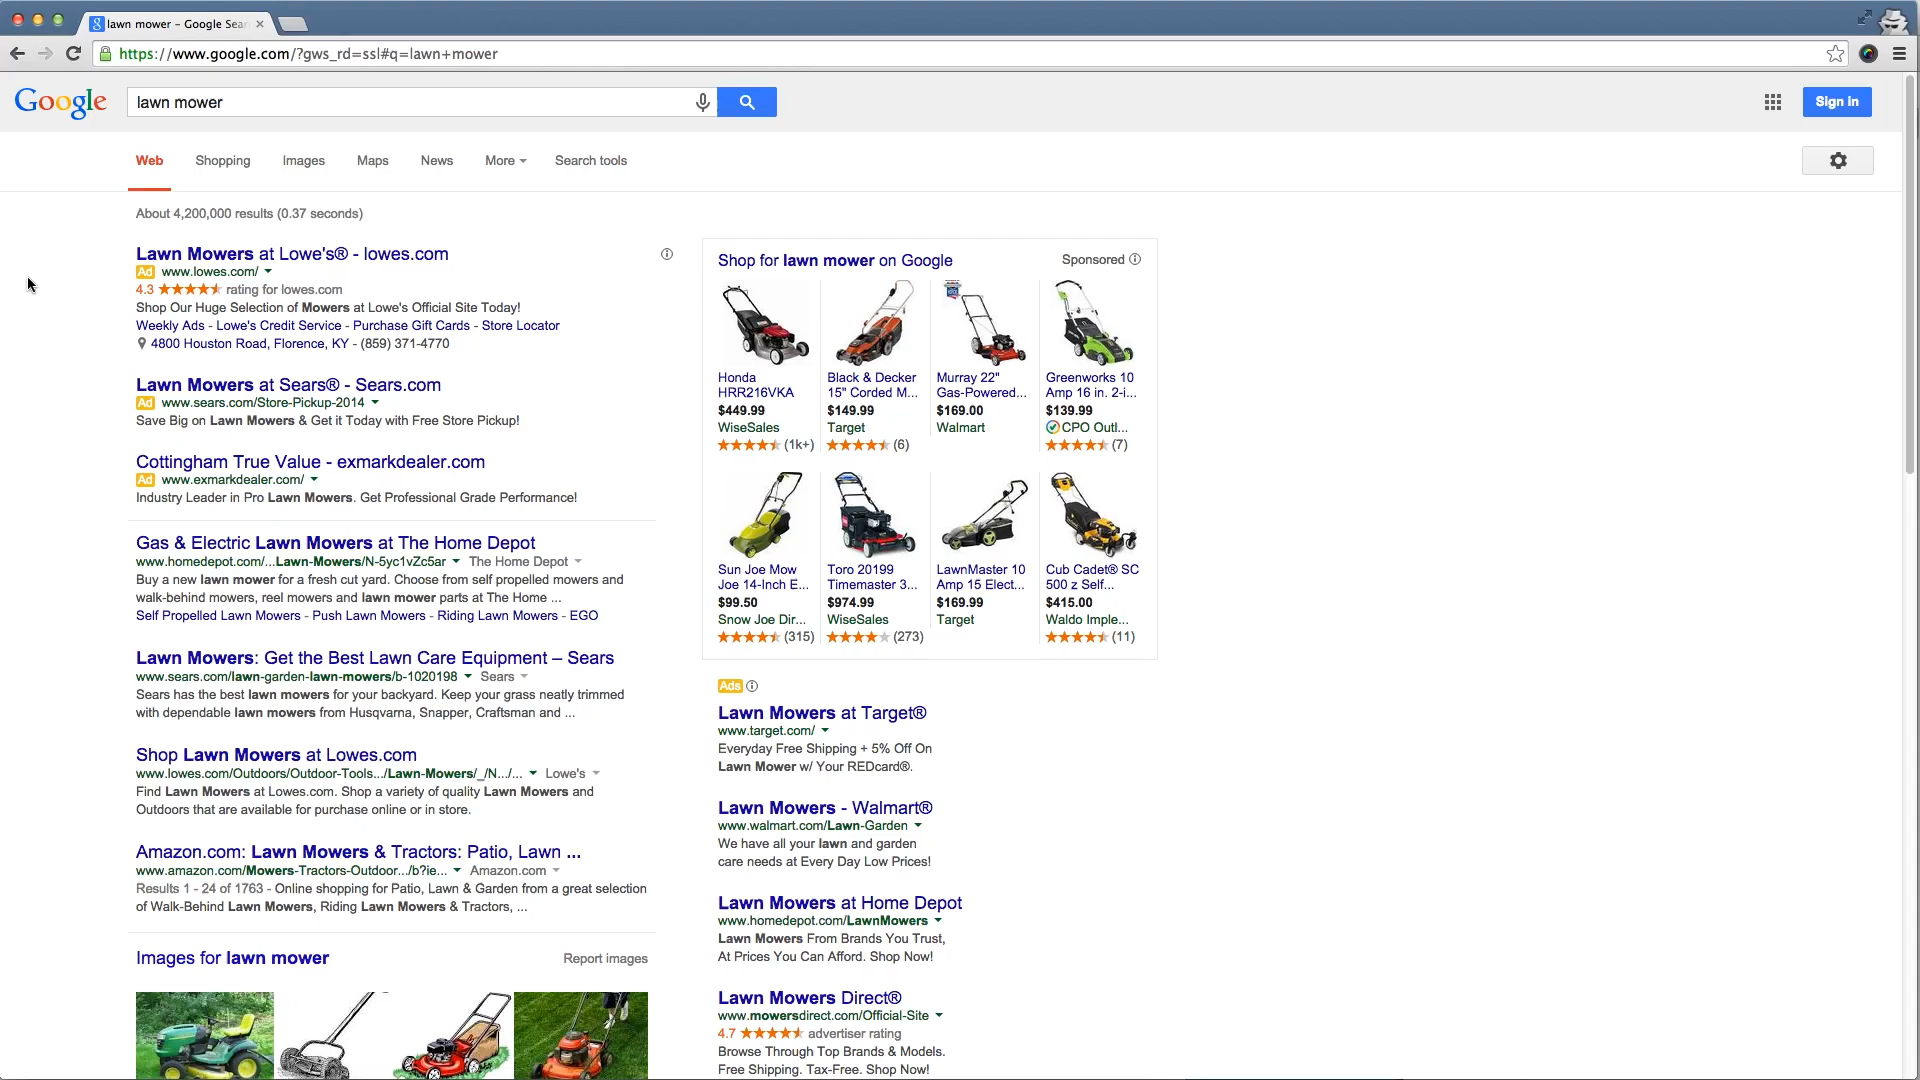 lawn mower - Google Sear
https://www.google.com/?gws_rd=ssl#q=lawn+mower
Google
lawn mower
Sign in
Web Shopping Images Maps News More Search tools
About 4,200,000 results (0.37 seconds)
Lawn Mowers at Lowe's® - lowes.com
Ad www.lowes.com/
4.3 rating for lowes.com
Shop Our Huge Selection of Mowers at Lowe's Official Site Today!
Weekly Ads - Lowe's Credit Service - Purchase Gift Cards - Store Locator
4800 Houston Road, Florence, KY - (859) 371-4770
Lawn Mowers at Sears® - Sears.com
Ad www.sears.com/Store-Pickup-2014
Save Big on Lawn Mowers & Get it Today with Free Store Pickup!
Cottingham True Value - exmarkdealer.com
Ad www.exmarkdealer.com/
Industry Leader in Pro Lawn Mowers. Get Professional Grade Performance!
Gas & Electric Lawn Mowers at The Home Depot
www.homedepot.com/...Lawn-Mowers/N-5yc1vZc5ar The Home Depot
Buy a new lawn mower for a fresh cut yard. Choose from self propelled mowers and
walk-behind mowers, reel mowers and lawn mower parts at The Home ...
Self Propelled Lawn Mowers - Push Lawn Mowers - Riding Lawn Mowers - EGO
Lawn Mowers: Get the Best Lawn Care Equipment – Sears
www.sears.com/lawn-garden-lawn-mowers/b-1020198 Sears
Sears has the best lawn mowers for your backyard. Keep your grass neatly trimmed
with dependable lawn mowers from Husqvarna, Snapper, Craftsman and ...
Shop Lawn Mowers at Lowes.com
www.lowes.com/Outdoors/Outdoor-Tools.../Lawn-Mowers/_/N.../... Lowe's
Find Lawn Mowers at Lowes.com. Shop a variety of quality Lawn Mowers and
Outdoors that are available for purchase online or in store.
Amazon.com: Lawn Mowers & Tractors: Patio, Lawn ...
www.amazon.com/Mowers-Tractors-Outdoor.../b?ie... Amazon.com
Results 1 - 24 of 1763 - Online shopping for Patio, Lawn & Garden from a great selection
of Walk-Behind Lawn Mowers, Riding Lawn Mowers & Tractors, ...
Images for lawn mower Report images
Shop for lawn mower on Google Sponsored
Honda
HRR216VKA
$449.99
WiseSales
(1k+)
Black & Decker
15" Corded M...
$149.99
Target
(6)
Murray 22"
Gas-Powered...
$169.00
Walmart
Greenworks 10
Amp 16 in. 2-i...
$139.99
CPO Outl...
(7)
Sun Joe Mow
Joe 14-Inch E...
$99.50
Snow Joe Dir...
(315)
Toro 20199
Timemaster 3...
$974.99
WiseSales
(273)
LawnMaster 10
Amp 15 Elect...
$169.99
Target
Cub Cadet® SC
500 z Self...
$415.00
Waldo Imple...
(11)
Ads
Lawn Mowers at Target®
www.target.com/
Everyday Free Shipping + 5% Off On
Lawn Mower w/ Your REDcard®.
Lawn Mowers - Walmart®
www.walmart.com/Lawn-Garden
We have all your lawn and garden
care needs at Every Day Low Prices!
Lawn Mowers at Home Depot
www.homedepot.com/LawnMowers
Lawn Mowers From Brands You Trust,
At Prices You Can Afford. Shop Now!
Lawn Mowers Direct®
www.mowersdirect.com/Official-Site
4.7 advertiser rating
Browse Through Top Brands & Models.
Free Shipping. Tax-Free. Shop Now!